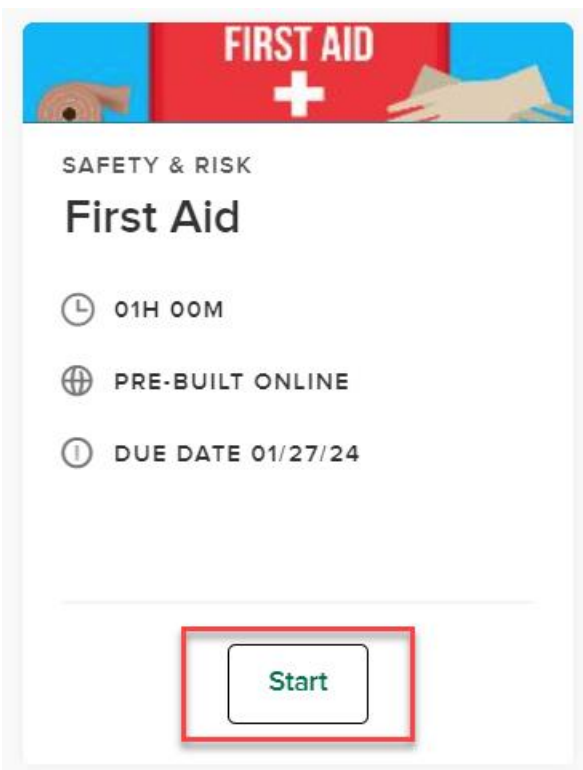 FIRST AID
SAFETY & RISK
First Aid
01H 00M
PRE-BUILT ONLINE
DUE DATE 01/27/24
Start